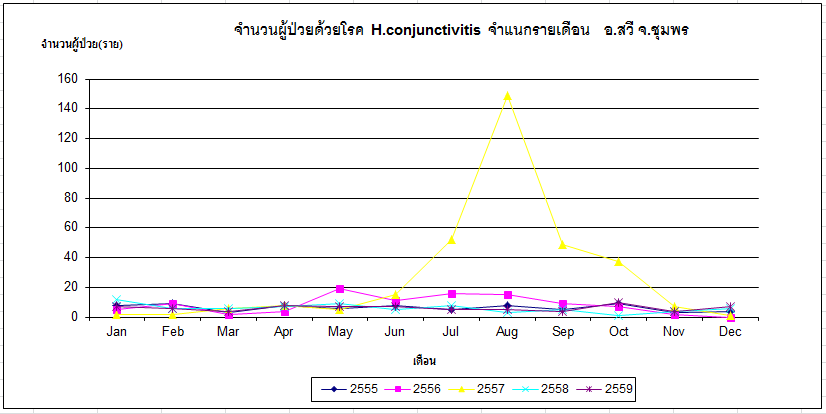 จำนวนผู้ป่วยด้วยโรค H.conjunctivitis จำแนกรายเดือน อ.สวี จ.ชุมพร
จำนวนผู้ป่วย(ราย)
160
140
120
100
80
60
40
20
0
Jan Feb Mar Apr May Jun Jul Aug Sep Oct Nov Dec
เดือน
2555 2556 2557 2558 2559